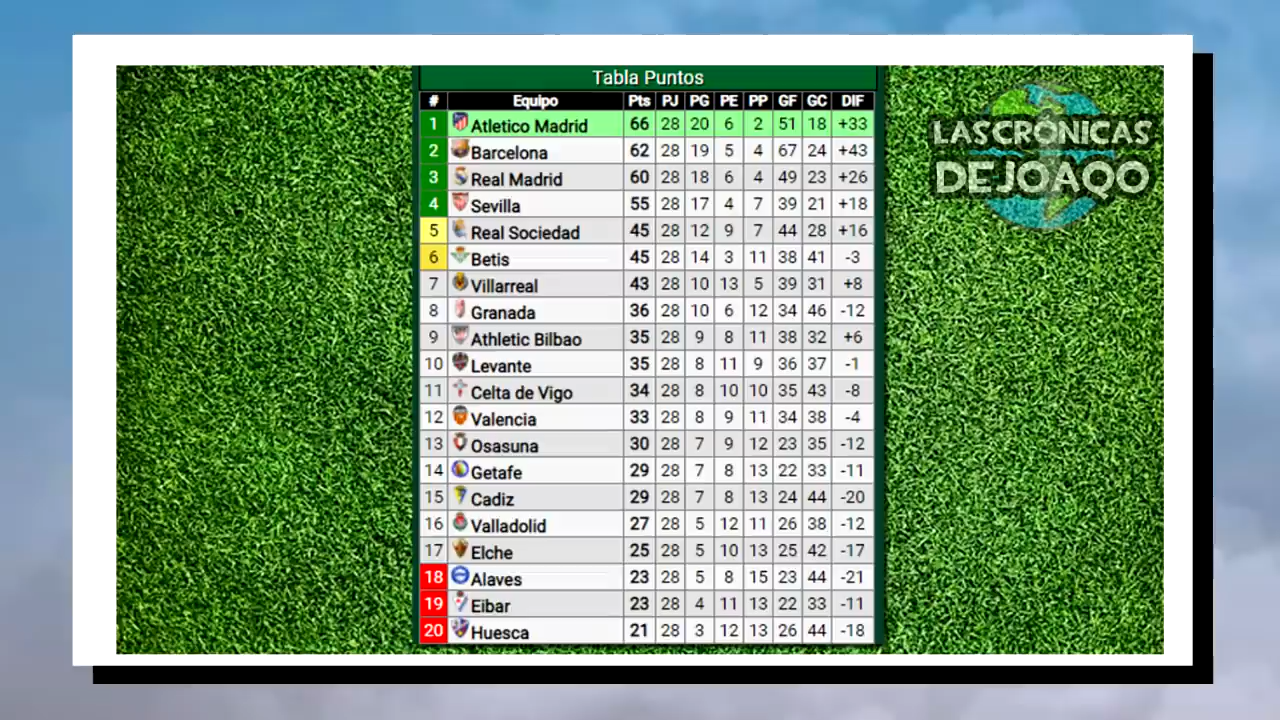 Tabla Puntos
# Equipo Pts PJ PG PE PP GF GC DIF
1 Atletico Madrid 66 28 20 6 2 51 18 +33
2 Barcelona 62 28 19 5 4 67 24 +43
3 Real Madrid 60 28 18 6 4 49 23 +26
4 Sevilla 55 28 17 4 7 39 21 +18
5 Real Sociedad 45 28 12 9 7 44 28 +16
6 Betis 45 28 14 3 11 38 41 -3
7 Villarreal 43 28 10 13 5 39 31 +8
8 Granada 36 28 10 6 12 34 46 -12
9 Athletic Bilbao 35 28 9 8 11 38 32 +6
10 Levante 35 28 8 11 9 36 37 -1
11 Celta de Vigo 34 28 8 10 10 35 43 -8
12 Valencia 33 28 8 9 11 34 38 -4
13 Osasuna 30 28 7 9 12 23 35 -12
14 Getafe 29 28 7 8 13 22 33 -11
15 Cadiz 29 28 7 8 13 24 44 -20
16 Valladolid 27 28 5 12 11 26 38 -12
17 Elche 25 28 5 10 13 25 42 -17
18 Alaves 23 28 5 8 15 23 44 -21
19 Eibar 23 28 4 11 13 22 33 -11
20 Huesca 21 28 3 12 13 26 44 -18
LASCRÓNICAS
DEJOAQO